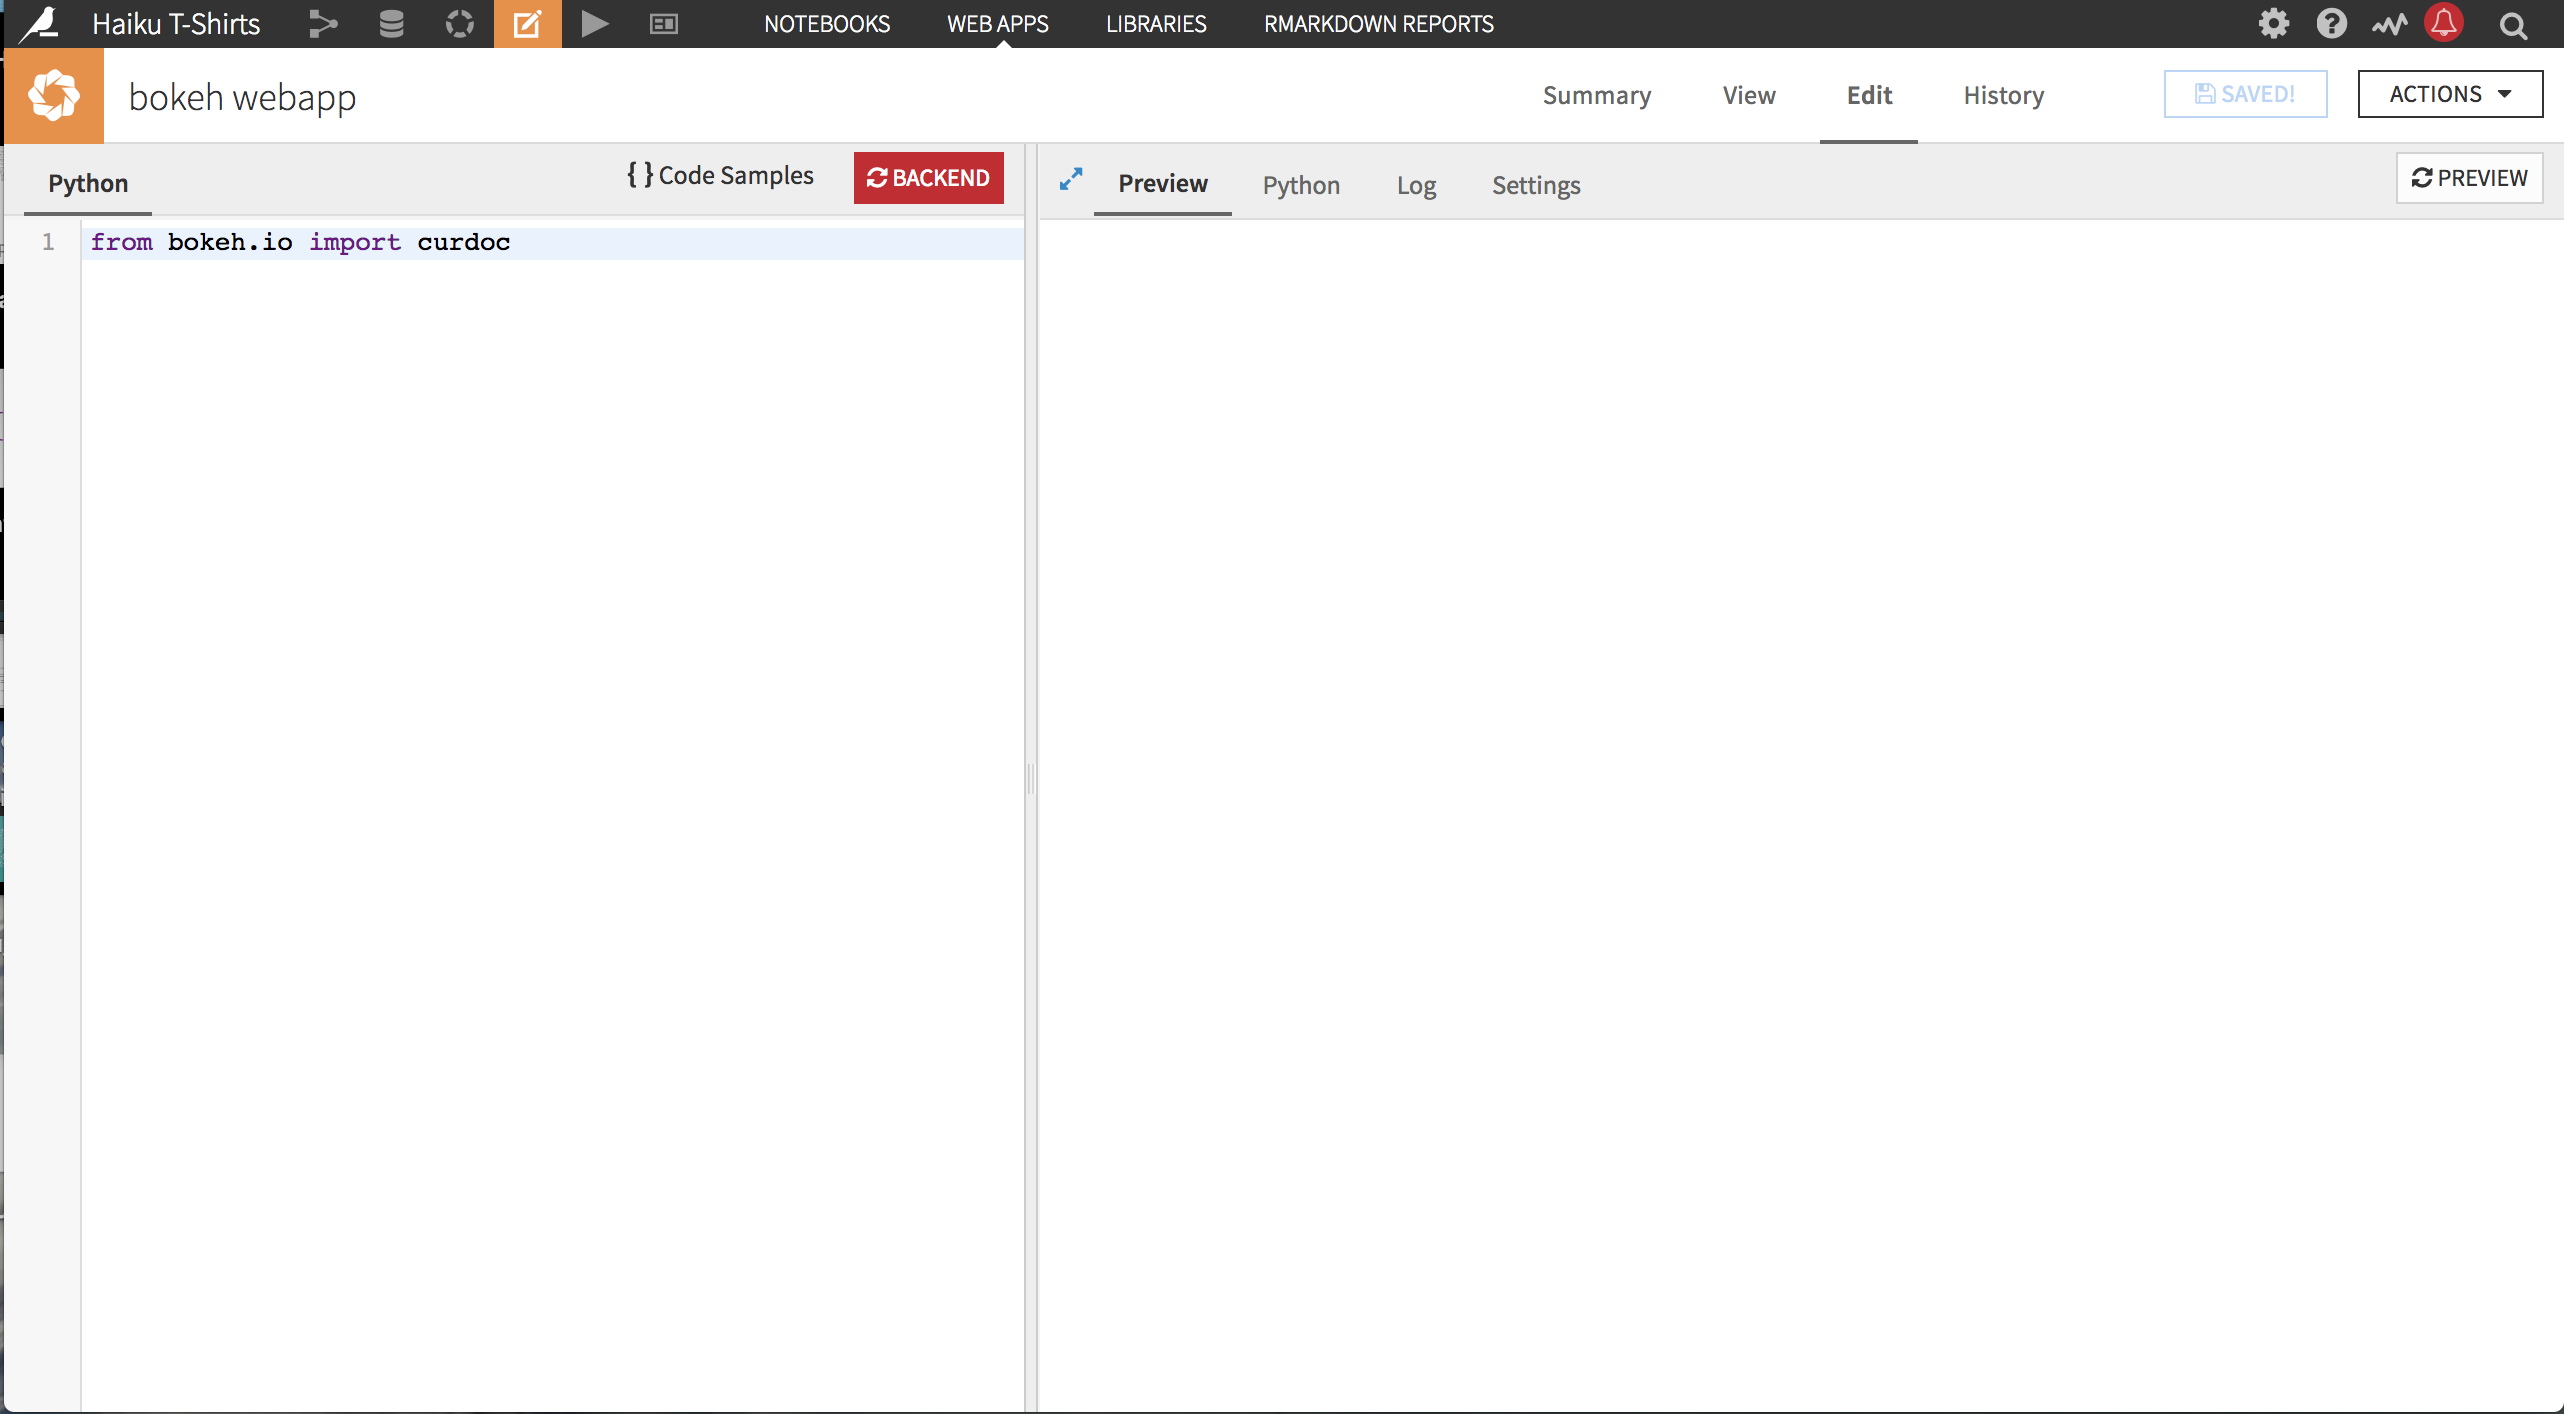 Haiku T-Shirts NOTEBOOKS WEB APPS LIBRARIES RMARKDOWN REPORTS
bokeh webapp Summary View Edit History SAVED! ACTIONS
Python { } Code Samples BACKEND Preview Python Log Settings PREVIEW
1 from bokeh.io import curdoc